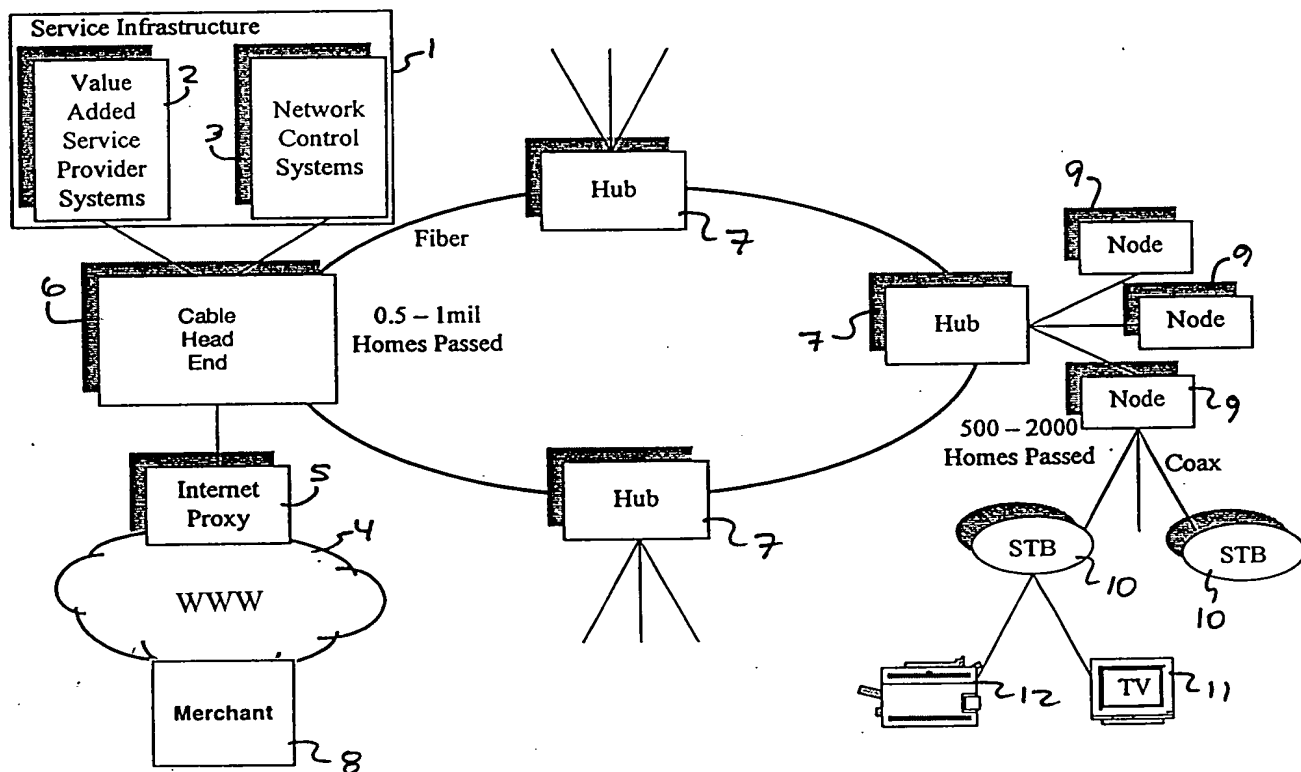 Service Infrastructure
1
Value
Added
Service
Provider
Systems
2
Network
Control
Systems
3
Fiber
Hub
7
Cable
Head
End
6
0.5 – 1mil
Homes Passed
Hub
7
Node
9
Node
9
Node
9
500 – 2000
Homes Passed
Coax
Internet
Proxy
5
4
WWW
Merchant
8
Hub
7
STB
10
STB
10
12
TV
11